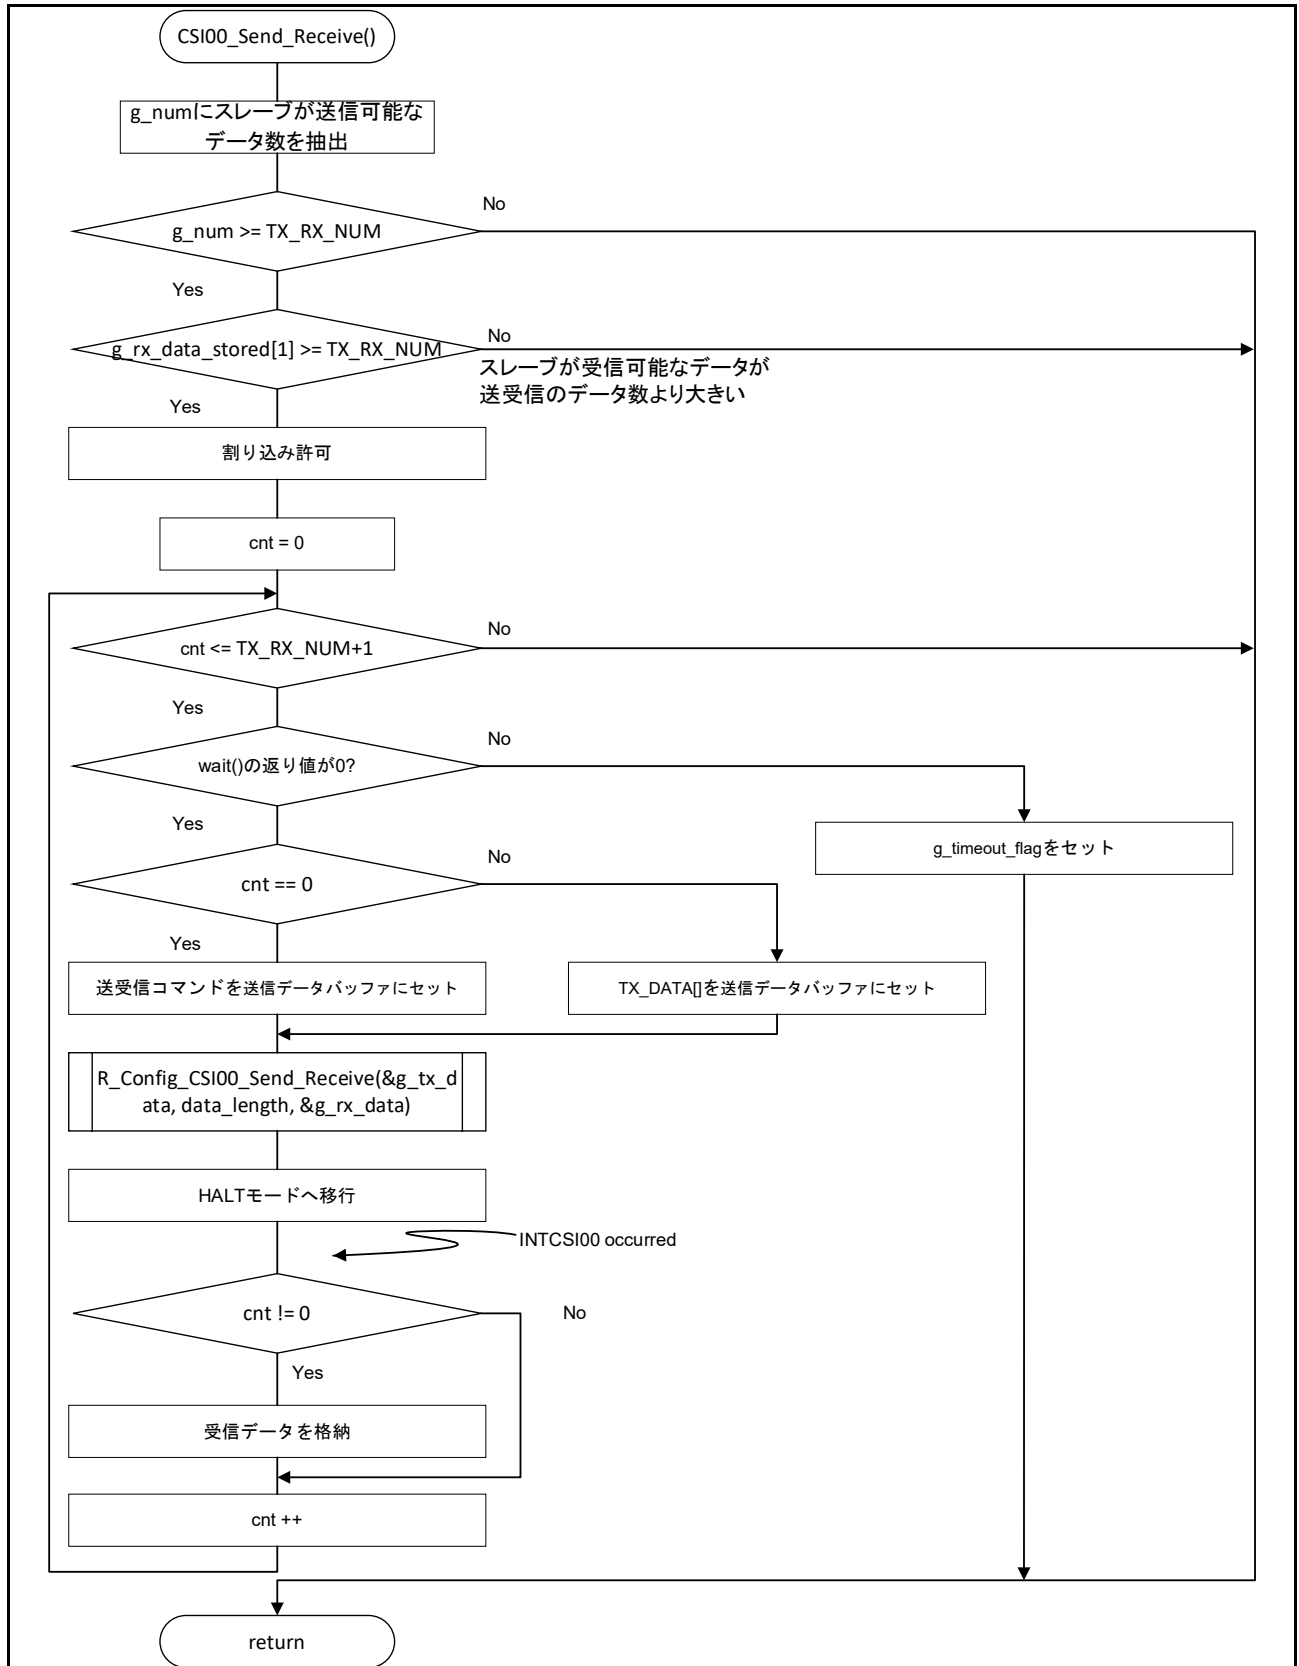 CSI00_Send_Receive()
g_numにスレーブが送信可能な
データ数を抽出
No
g_num >= TX_RX_NUM
Yes
No
g_rx_data_stored[1] >= TX_RX_NUM
スレーブが受信可能なデータが
送受信のデータ数より大きい
Yes
割り込み許可
cnt = 0
No
cnt <= TX_RX_NUM+1
Yes
No
wait()の返り値が0?
Yes
g_timeout_flagをセット
No
cnt == 0
Yes
送受信コマンドを送信データバッファにセット
TX_DATA[]を送信データバッファにセット
R_Config_CSI00_Send_Receive(&g_tx_d
ata, data_length, &g_rx_data)
HALTモードへ移行
INTCSI00 occurred
cnt != 0
No
Yes
受信データを格納
cnt ++
return